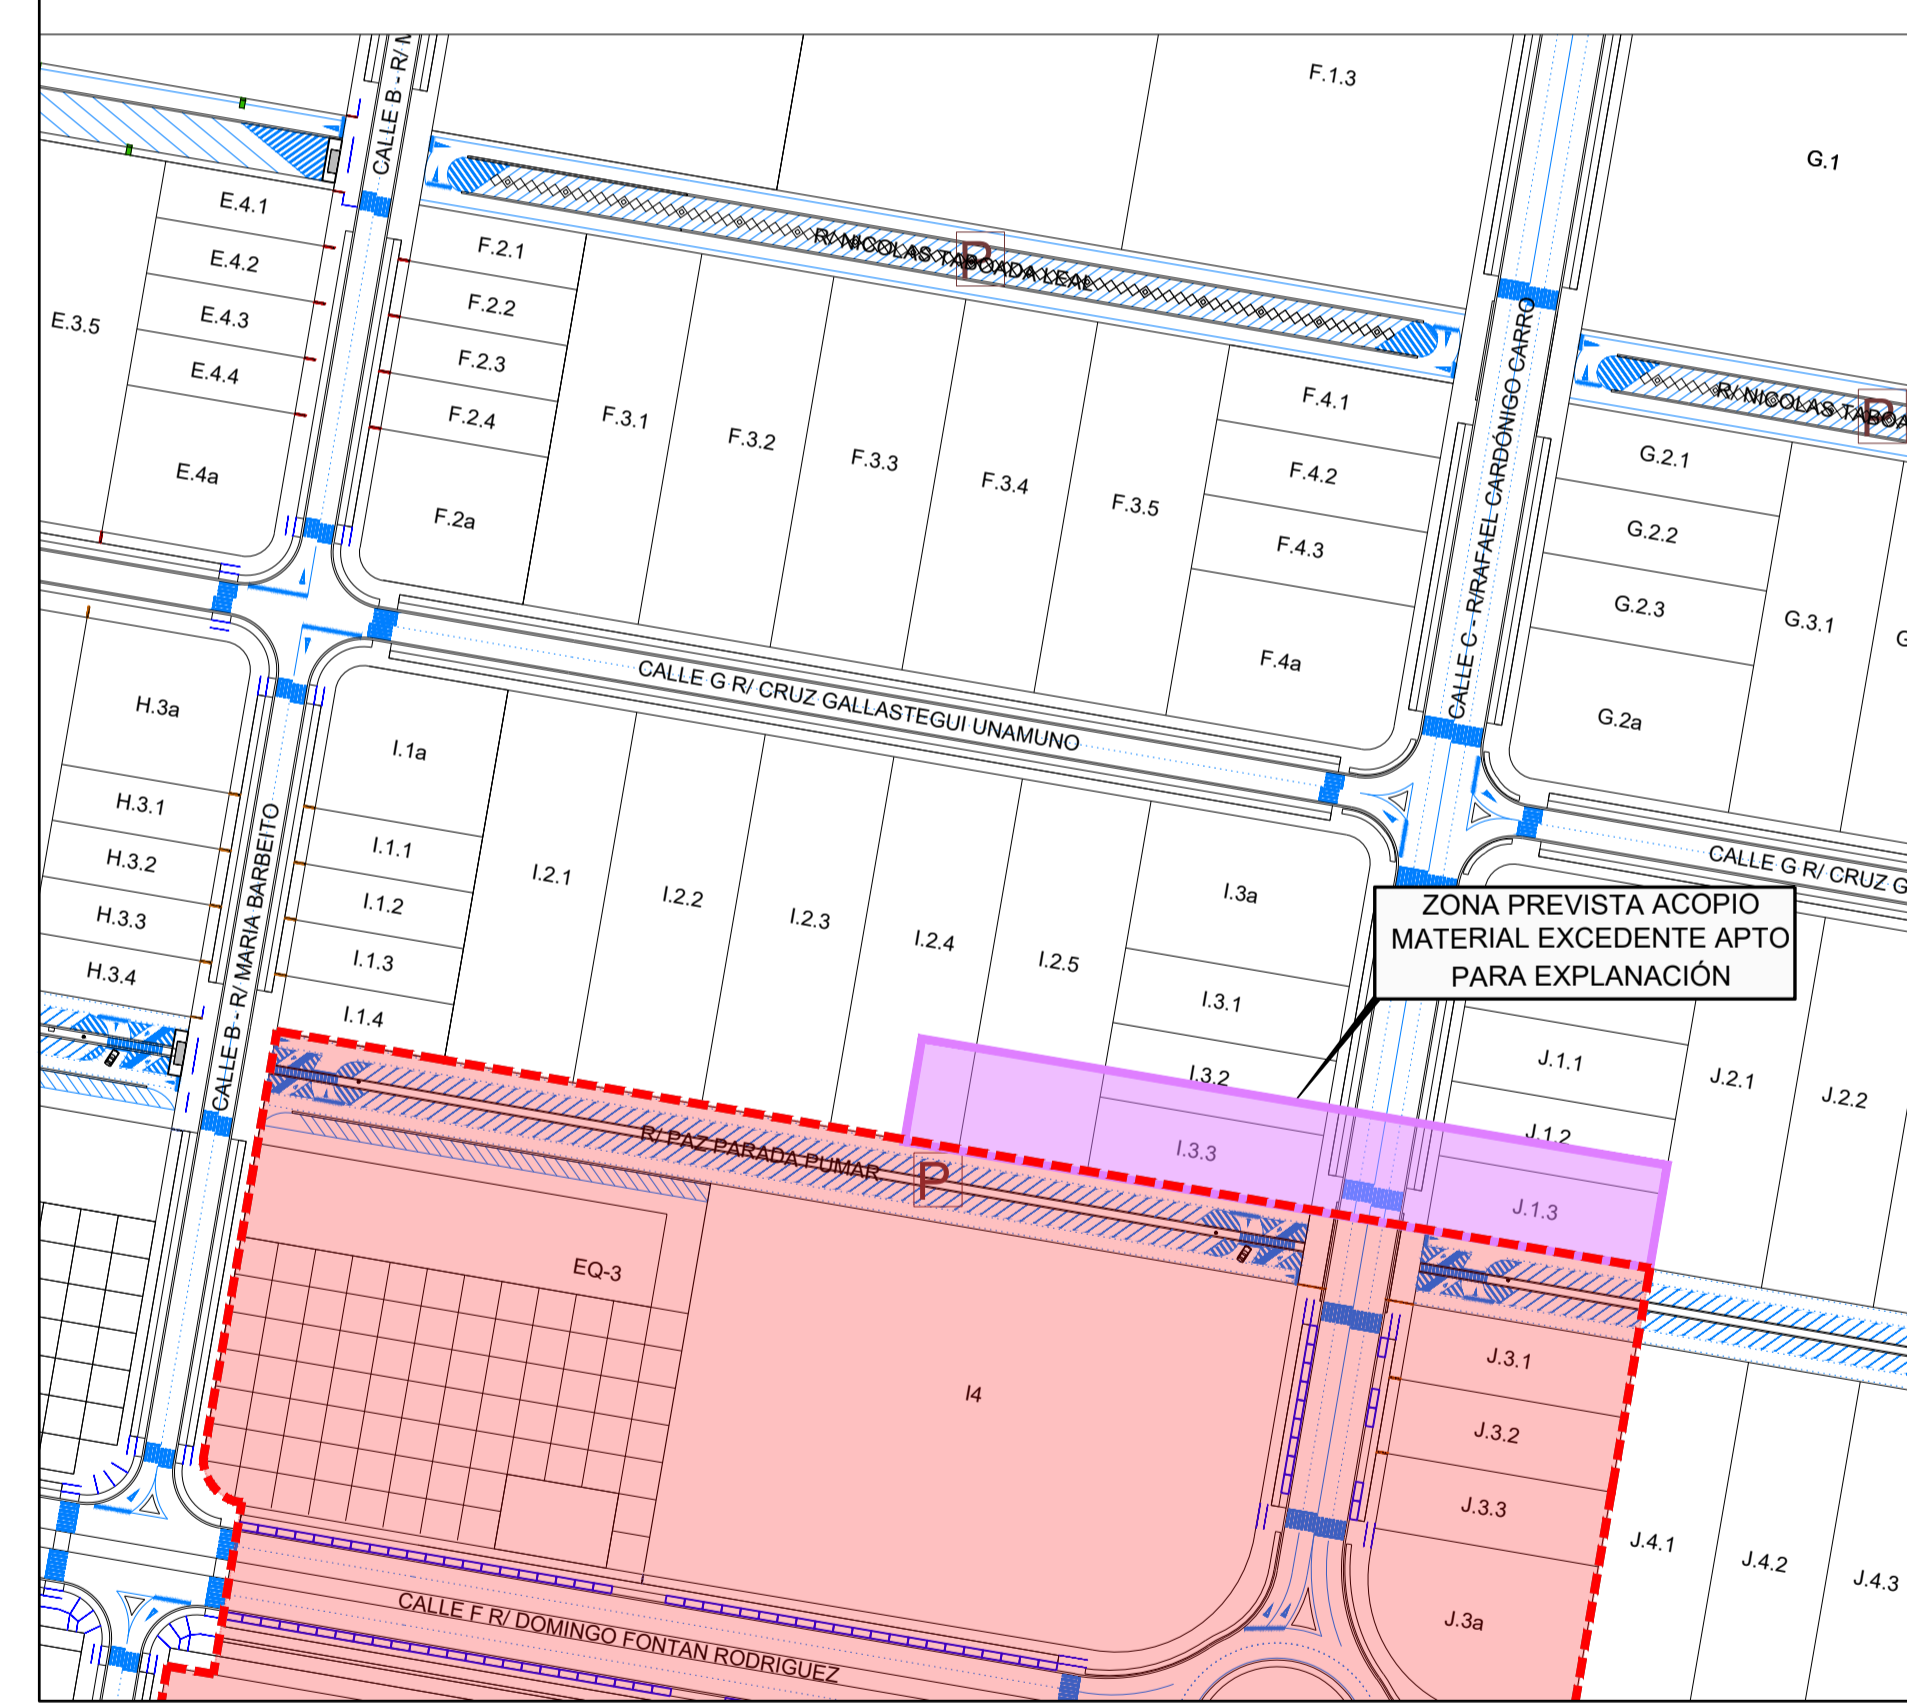 CALLE B - R/ M
F.1.3
G.1
E.4.1
E.4.2
E.4.3
E.4.4
E.3.5
E.4a
F.2.1
F.2.2
F.2.3
F.2.4
F.2a
R/ NICOLAS TABOADA LEAL
P
F.3.1
F.3.2
F.3.3
F.3.4
F.3.5
F.4.1
F.4.2
F.4.3
F.4a
CALLE C - R/RAFAEL CARDÓNIGO CARRO
R/ NICOLAS TABOA
P
G.2.1
G.2.2
G.2.3
G.2a
G.3.1
G
CALLE G R/ CRUZ GALLASTEGUI UNAMUNO
CALLE G R/ CRUZ G
H.3a
H.3.1
H.3.2
H.3.3
H.3.4
CALLE B - R/ MARIA BARBEITO
I.1a
I.1.1
I.1.2
I.1.3
I.1.4
I.2.1
I.2.2
I.2.3
I.2.4
I.2.5
I.3a
I.3.1
I.3.2
I.3.3
ZONA PREVISTA ACOPIO
MATERIAL EXCEDENTE APTO
PARA EXPLANACIÓN
J.1.1
J.1.2
J.1.3
J.2.1
J.2.2
R/ PAZ PARADA PUMAR
P
EQ-3
I4
J.3.1
J.3.2
J.3.3
J.3a
J.4.1
J.4.2
J.4.3
CALLE F R/ DOMINGO FONTAN RODRIGUEZ